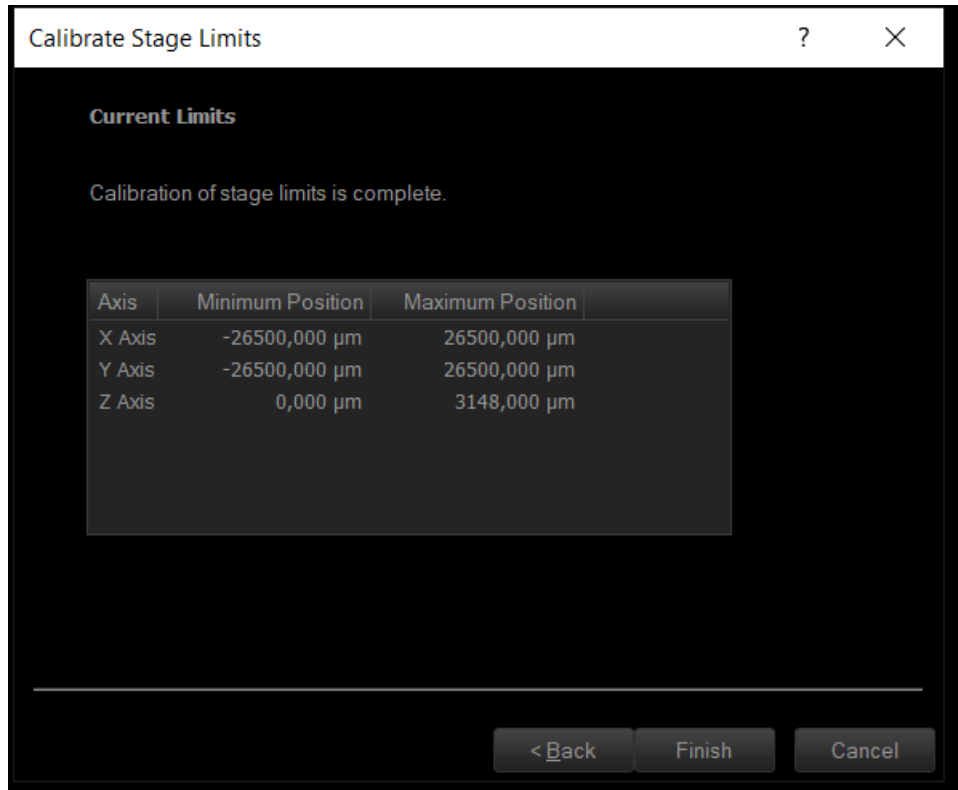 Calibrate Stage Limits ? ×
Current Limits
Calibration of stage limits is complete.
Axis Minimum Position Maximum Position
X Axis -26500,000 µm 26500,000 µm
Y Axis -26500,000 µm 26500,000 µm
Z Axis 0,000 µm 3148,000 µm
< Back Finish Cancel